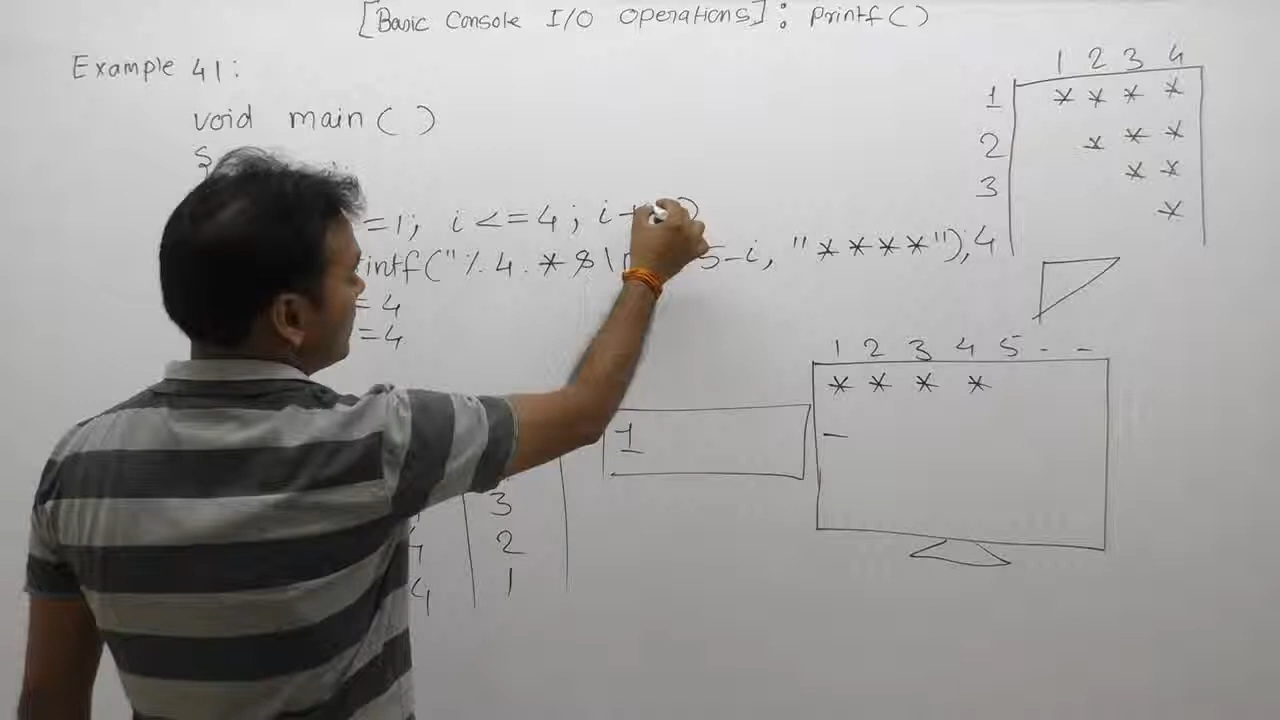 [Basic Console I/O Operations] : Printf()
Example 41:
void main( )
{
=1; i<=4; i+
intf("%4.*s\n 5-i, "****");
=4
=4
3
2
4 1
1 2 3 4
1 * * * *
2 * * *
3 * *
4 *
1 2 3 4 5 - -
* * * *
-
1